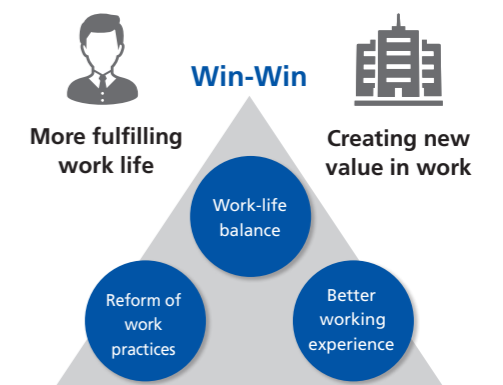 Win-Win
More fulfilling
work life
Creating new
value in work
Work-life
balance
Reform of
work
practices
Better
working
experience